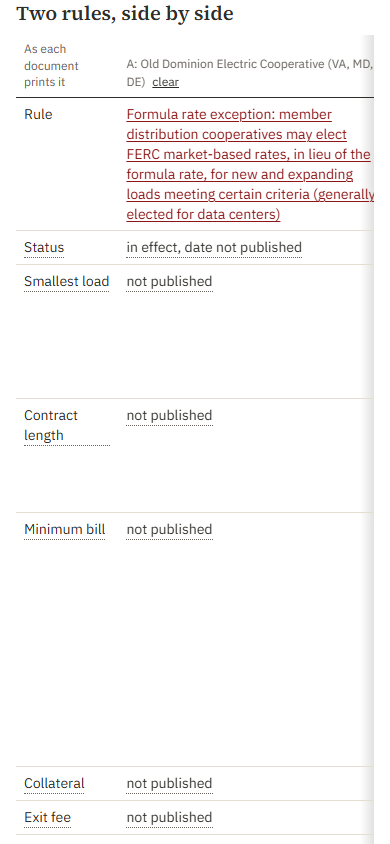 Two rules, side by side
As each
document
prints it
A: Old Dominion Electric Cooperative (VA, MD,
DE) clear
Rule
Formula rate exception: member
distribution cooperatives may elect
FERC market-based rates, in lieu of the
formula rate, for new and expanding
loads meeting certain criteria (generally
elected for data centers)
Status
in effect, date not published
Smallest load
not published
Contract
length
not published
Minimum bill
not published
Collateral
not published
Exit fee
not published